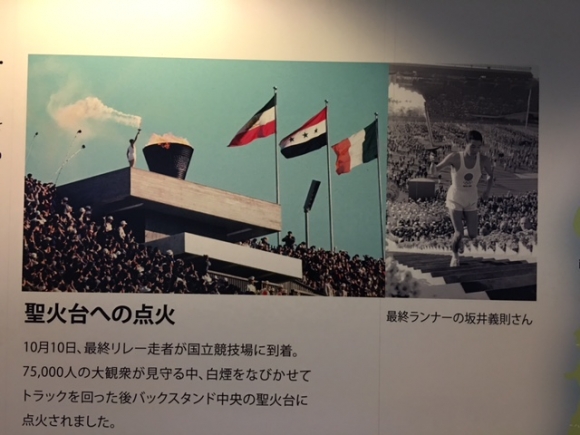 聖火台への点火
最終ランナーの坂井義則さん
10月10日、最終リレー走者が国立競技場に到着。
75,000人の大観衆が見守る中、白煙をなびかせて
トラックを回った後バックスタンド中央の聖火台に
点火されました。